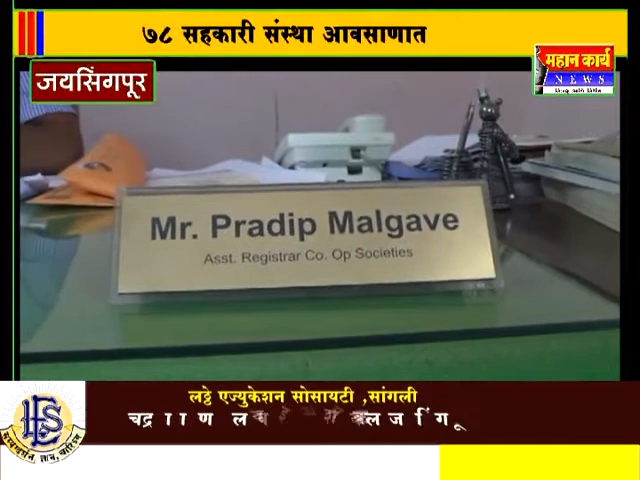 ७८ सहकारी संस्था आवसाणात
महान कार्य
NEWS
जयसिंगपूर
Mr. Pradip Malgave
Asst. Registrar Co. Op Societies
लठ्ठे एज्युकेशन सोसायटी ,सांगली
LES